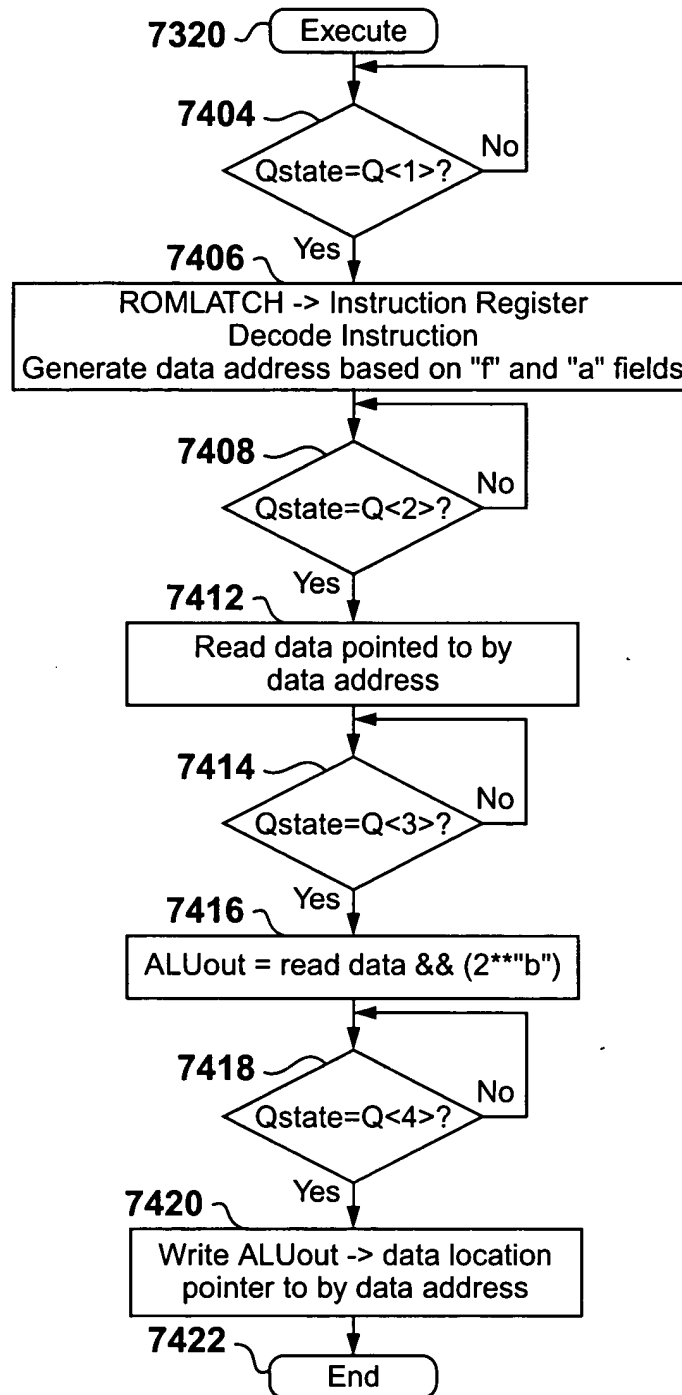 7320
Execute
7404
Qstate=Q<1>?
No
Yes
7406
ROMLATCH -> Instruction Register
Decode Instruction
Generate data address based on "f" and "a" fields
7408
Qstate=Q<2>?
No
Yes
7412
Read data pointed to by
data address
7414
Qstate=Q<3>?
No
Yes
7416
ALUout = read data && (2**"b")
7418
Qstate=Q<4>?
No
Yes
7420
Write ALUout -> data location
pointer to by data address
7422
End